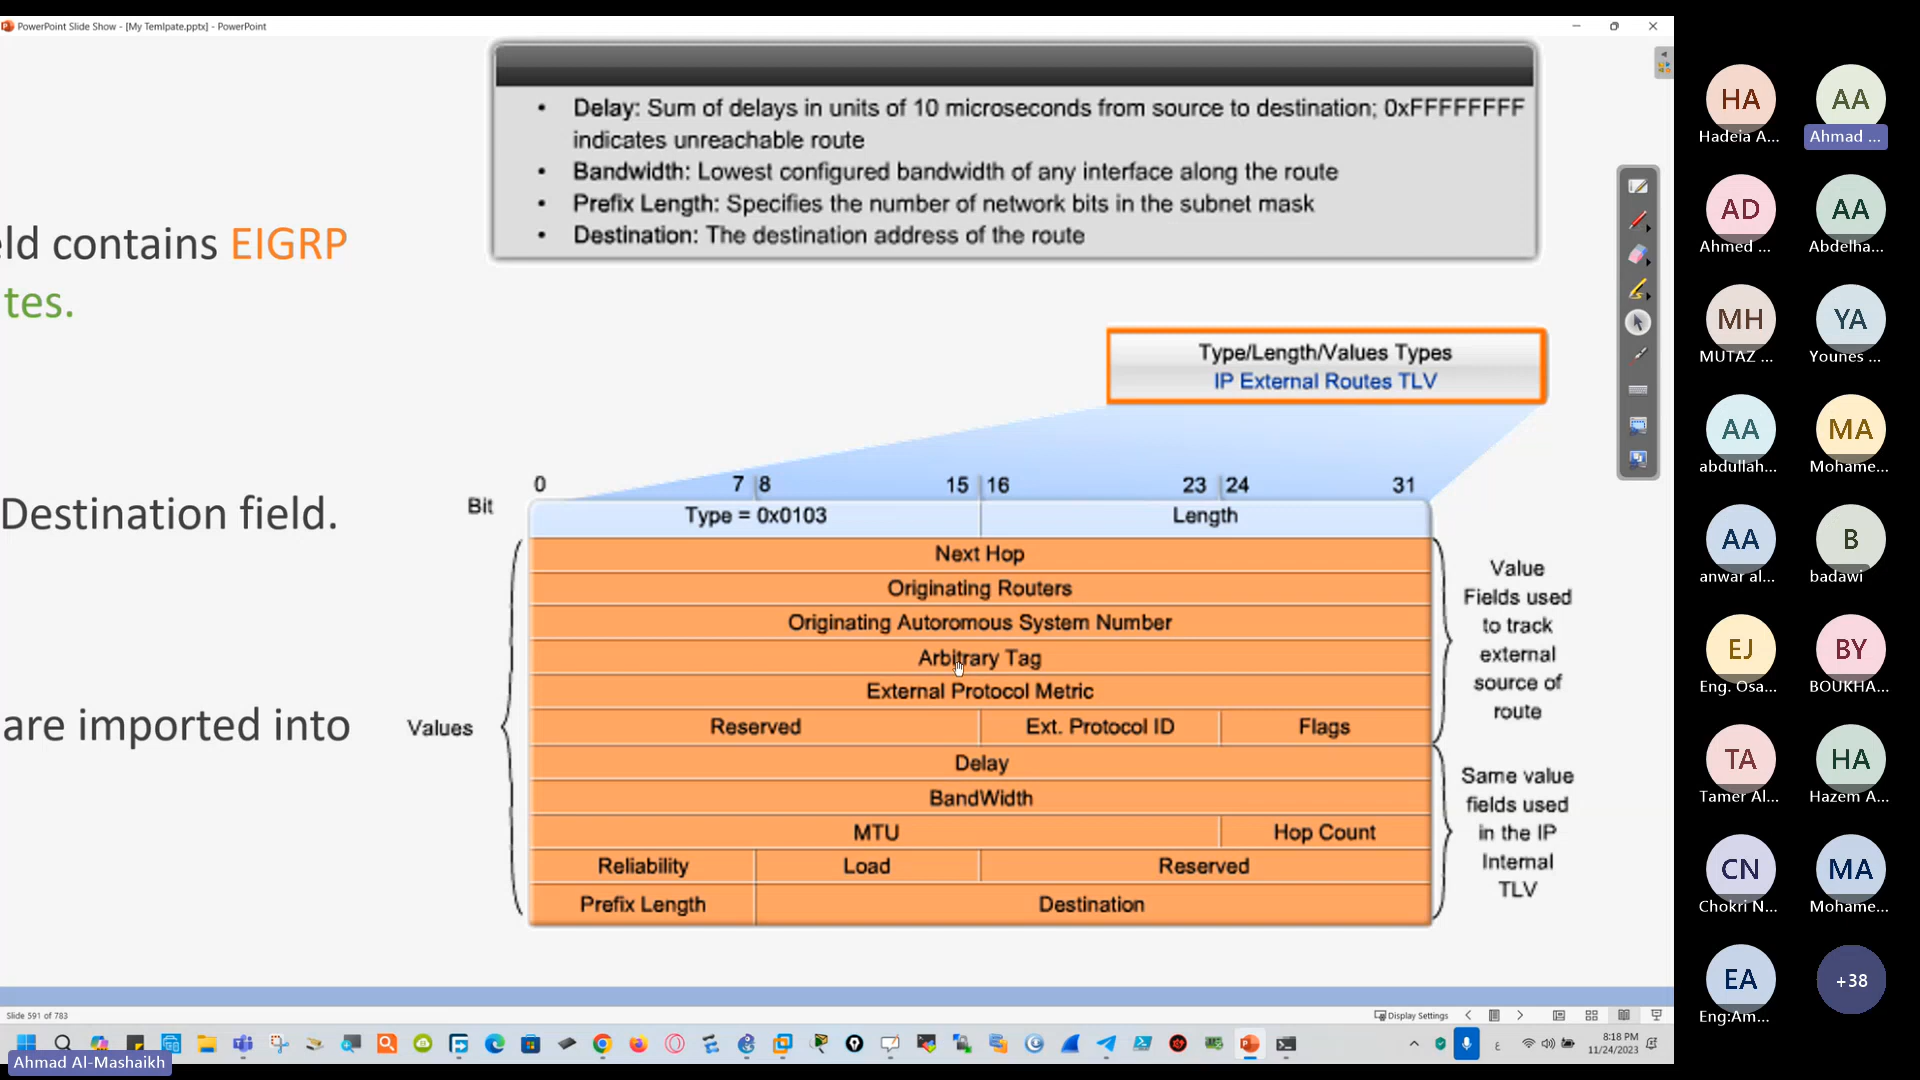 PowerPoint Slide Show - [My Temlpate.pptx] - PowerPoint
• Delay: Sum of delays in units of 10 microseconds from source to destination; 0xFFFFFFFF
indicates unreachable route
• Bandwidth: Lowest configured bandwidth of any interface along the route
• Prefix Length: Specifies the number of network bits in the subnet mask
• Destination: The destination address of the route
eld contains EIGRP
tes.
Destination field.
are imported into
Type/Length/Values Types
IP External Routes TLV
Bit
0 7 8 15 16 23 24 31
Type = 0x0103 Length
Values
Next Hop
Originating Routers
Originating Autoromous System Number
Arbitrary Tag
External Protocol Metric
Reserved Ext. Protocol ID Flags
Delay
BandWidth
MTU Hop Count
Reliability Load Reserved
Prefix Length Destination
Value
Fields used
to track
external
source of
route
Same value
fields used
in the IP
Internal
TLV
HA
Hadeia A...
AA
Ahmad ...
AD
Ahmed ...
AA
Abdelha...
MH
MUTAZ ...
YA
Younes ...
AA
abdullah...
MA
Mohame...
AA
anwar al...
B
badawi
EJ
Eng. Osa...
BY
BOUKHA...
TA
Tamer Al...
HA
Hazem A...
CN
Chokri N...
MA
Mohame...
EA
Eng:Am...
+38
Slide 591 of 783
Display Settings
8:18 PM
11/24/2023
Ahmad Al-Mashaikh